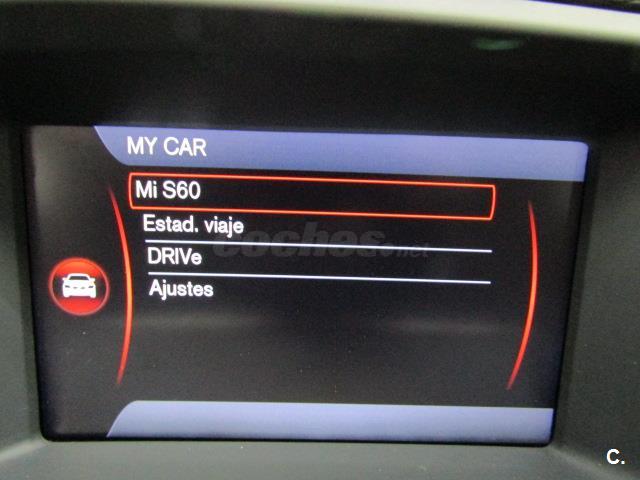 MY CAR
Mi S60
Estad. viaje
coches.net
DRIVe
Ajustes
C.